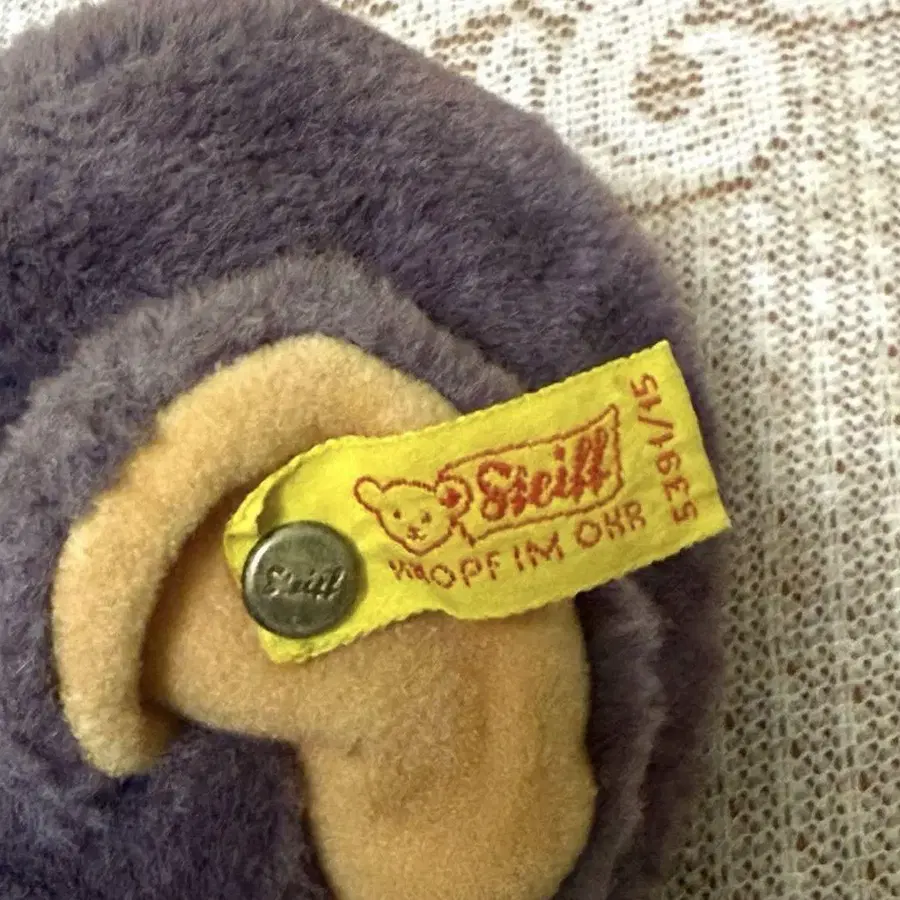 Steiff
KNOPF IM OHR
5391/15
Steiff